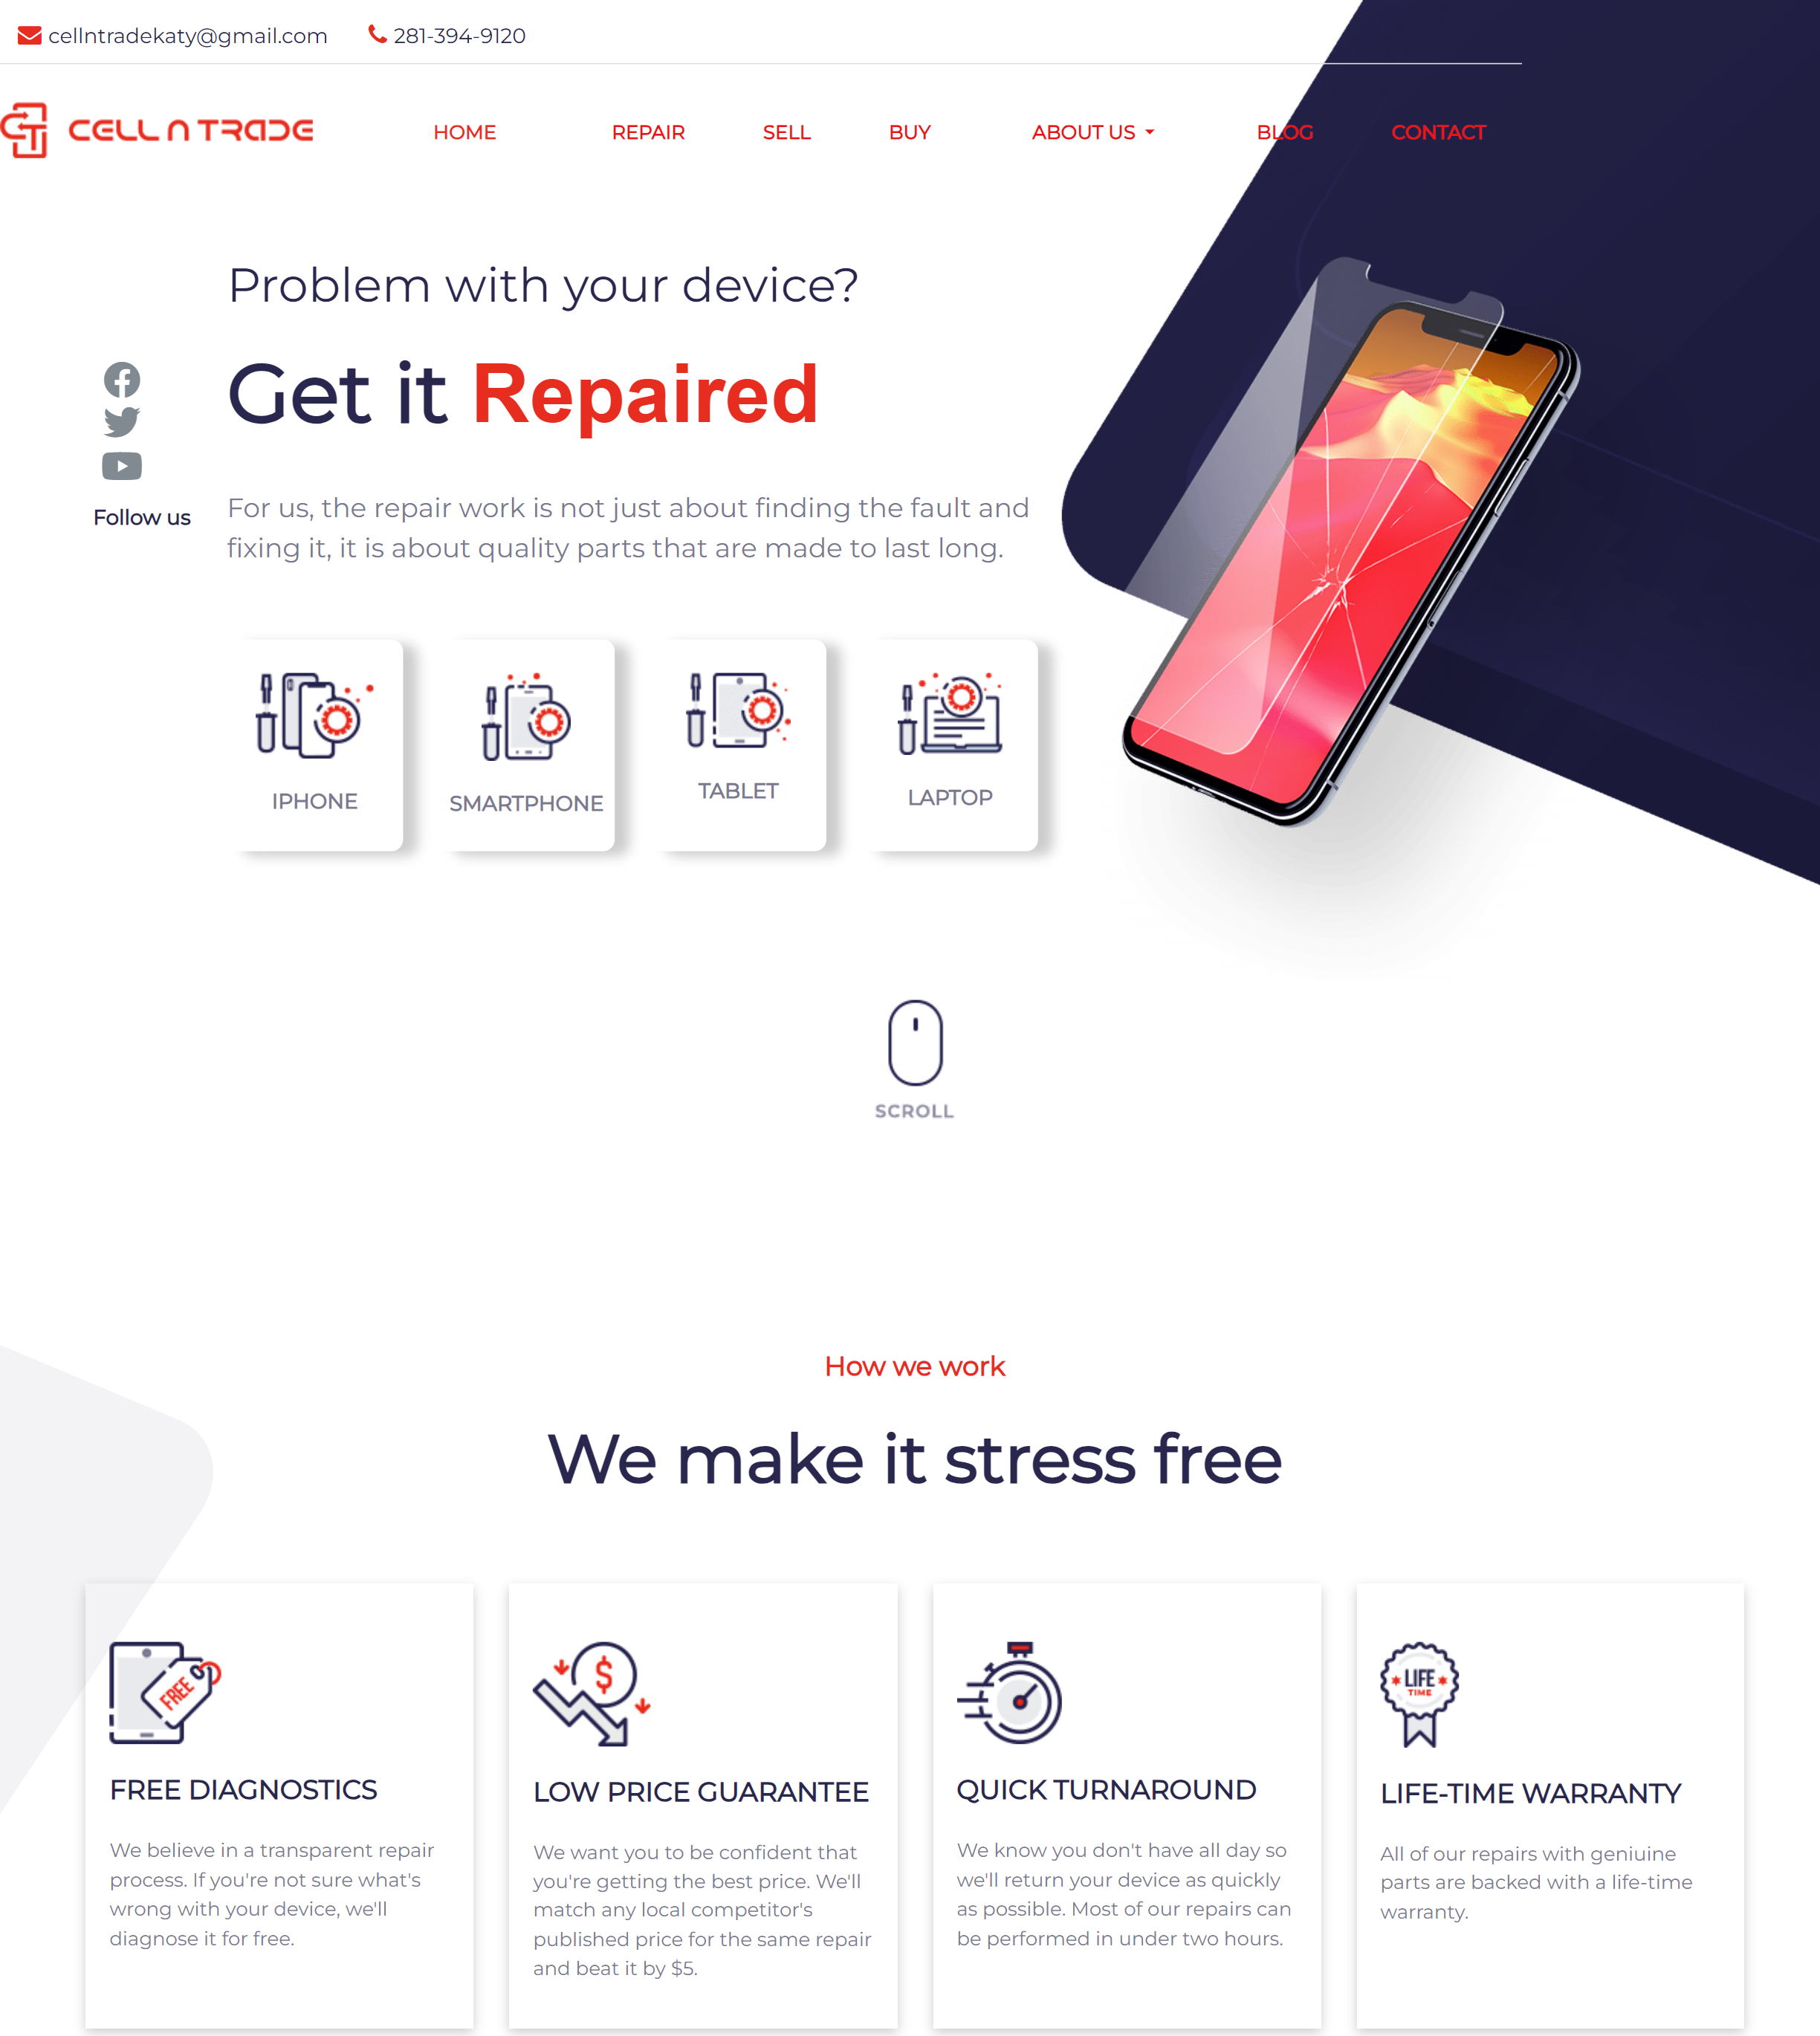 cellntradekaty@gmail.com 281-394-9120
CELL N TRADE
HOME REPAIR SELL BUY ABOUT US BLOG CONTACT
Problem with your device?
Get it Repaired
Follow us
For us, the repair work is not just about finding the fault and
fixing it, it is about quality parts that are made to last long.
IPHONE
SMARTPHONE
TABLET
LAPTOP
SCROLL
How we work
We make it stress free
FREE
FREE DIAGNOSTICS
We believe in a transparent repair
process. If you're not sure what's
wrong with your device, we'll
diagnose it for free.
$
LOW PRICE GUARANTEE
We want you to be confident that
you're getting the best price. We'll
match any local competitor's
published price for the same repair
and beat it by $5.
QUICK TURNAROUND
We know you don't have all day so
we'll return your device as quickly
as possible. Most of our repairs can
be performed in under two hours.
LIFE
TIME
LIFE-TIME WARRANTY
All of our repairs with geniuine
parts are backed with a life-time
warranty.